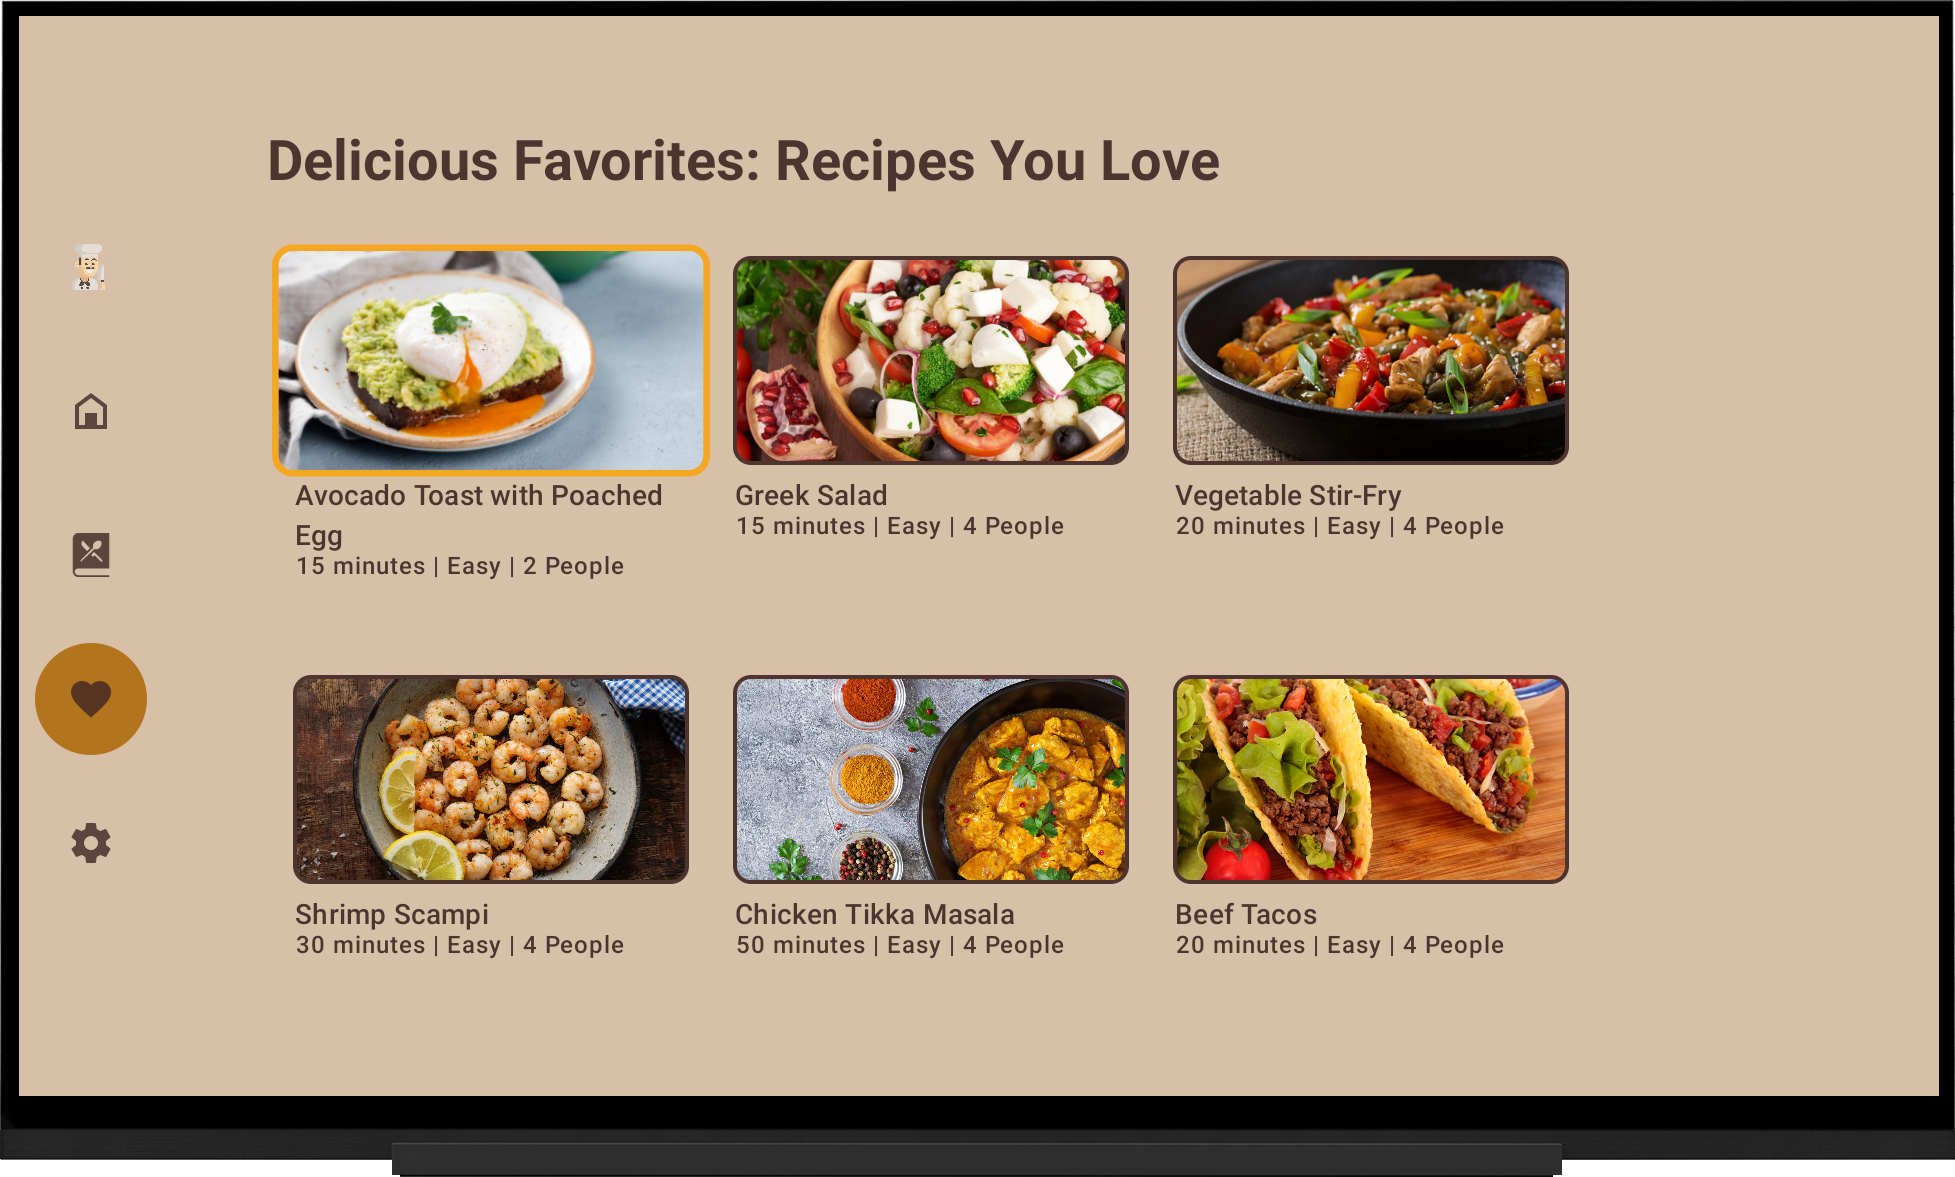 Delicious Favorites: Recipes You Love
Avocado Toast with Poached
Egg
15 minutes | Easy | 2 People
Greek Salad
15 minutes | Easy | 4 People
Vegetable Stir-Fry
20 minutes | Easy | 4 People
Shrimp Scampi
30 minutes | Easy | 4 People
Chicken Tikka Masala
50 minutes | Easy | 4 People
Beef Tacos
20 minutes | Easy | 4 People